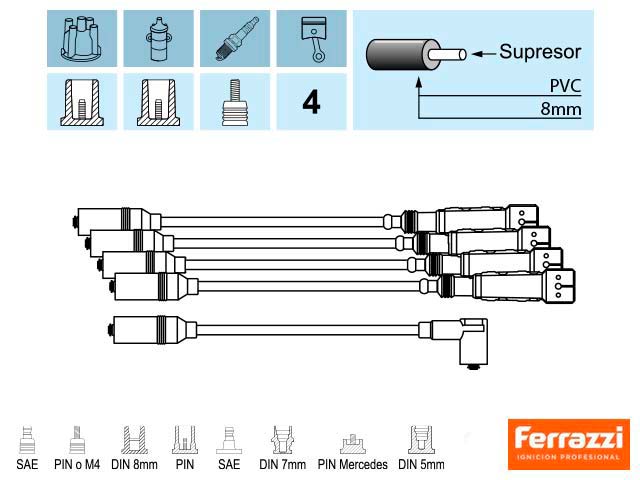 Supresor
PVC
4
8mm
SAE PIN o M4 DIN 8mm PIN SAE DIN 7mm PIN Mercedes DIN 5mm
Ferrazzi
IGNICION PROFESIONAL